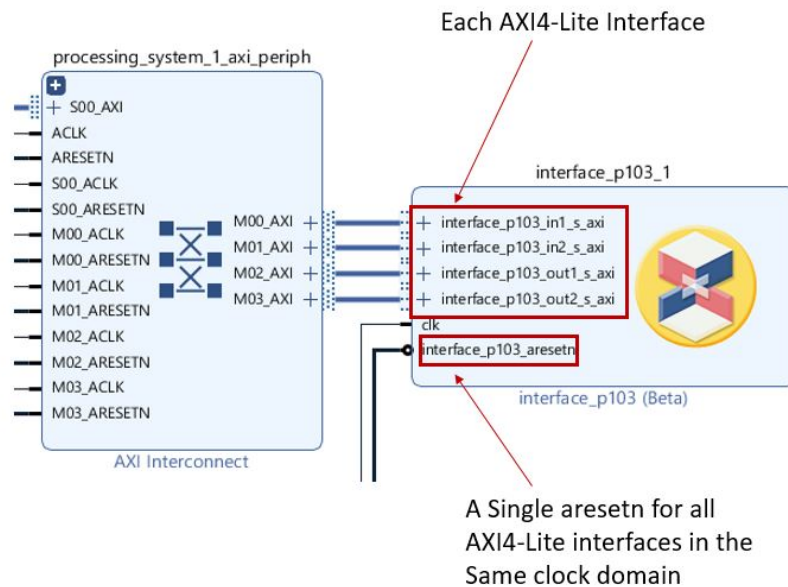 Each AXI4-Lite Interface
processing_system_1_axi_periph
S00_AXI
ACLK
ARESETN
S00_ACLK
S00_ARESETN
M00_ACLK
M00_ARESETN
M01_ACLK
M01_ARESETN
M02_ACLK
M02_ARESETN
M03_ACLK
M03_ARESETN
M00_AXI
M01_AXI
M02_AXI
M03_AXI
AXI Interconnect
interface_p103_1
interface_p103_in1_s_axi
interface_p103_in2_s_axi
interface_p103_out1_s_axi
interface_p103_out2_s_axi
clk
interface_p103_aresetn
interface_p103 (Beta)
A Single aresetn for all
AXI4-Lite interfaces in the
Same clock domain